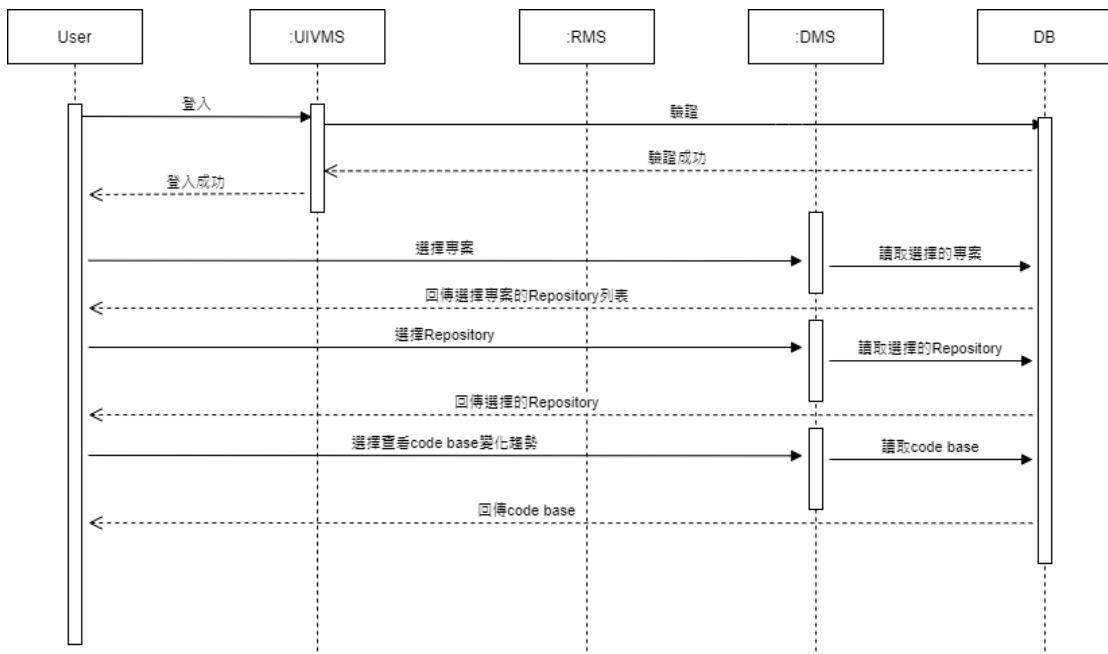 User
:UIVMS
:RMS
:DMS
DB
登入
驗證
驗證成功
登入成功
選擇專案
讀取選擇的專案
回傳選擇專案的Repository列表
選擇Repository
讀取選擇的Repository
回傳選擇的Repository
選擇查看code base變化趨勢
讀取code base
回傳code base